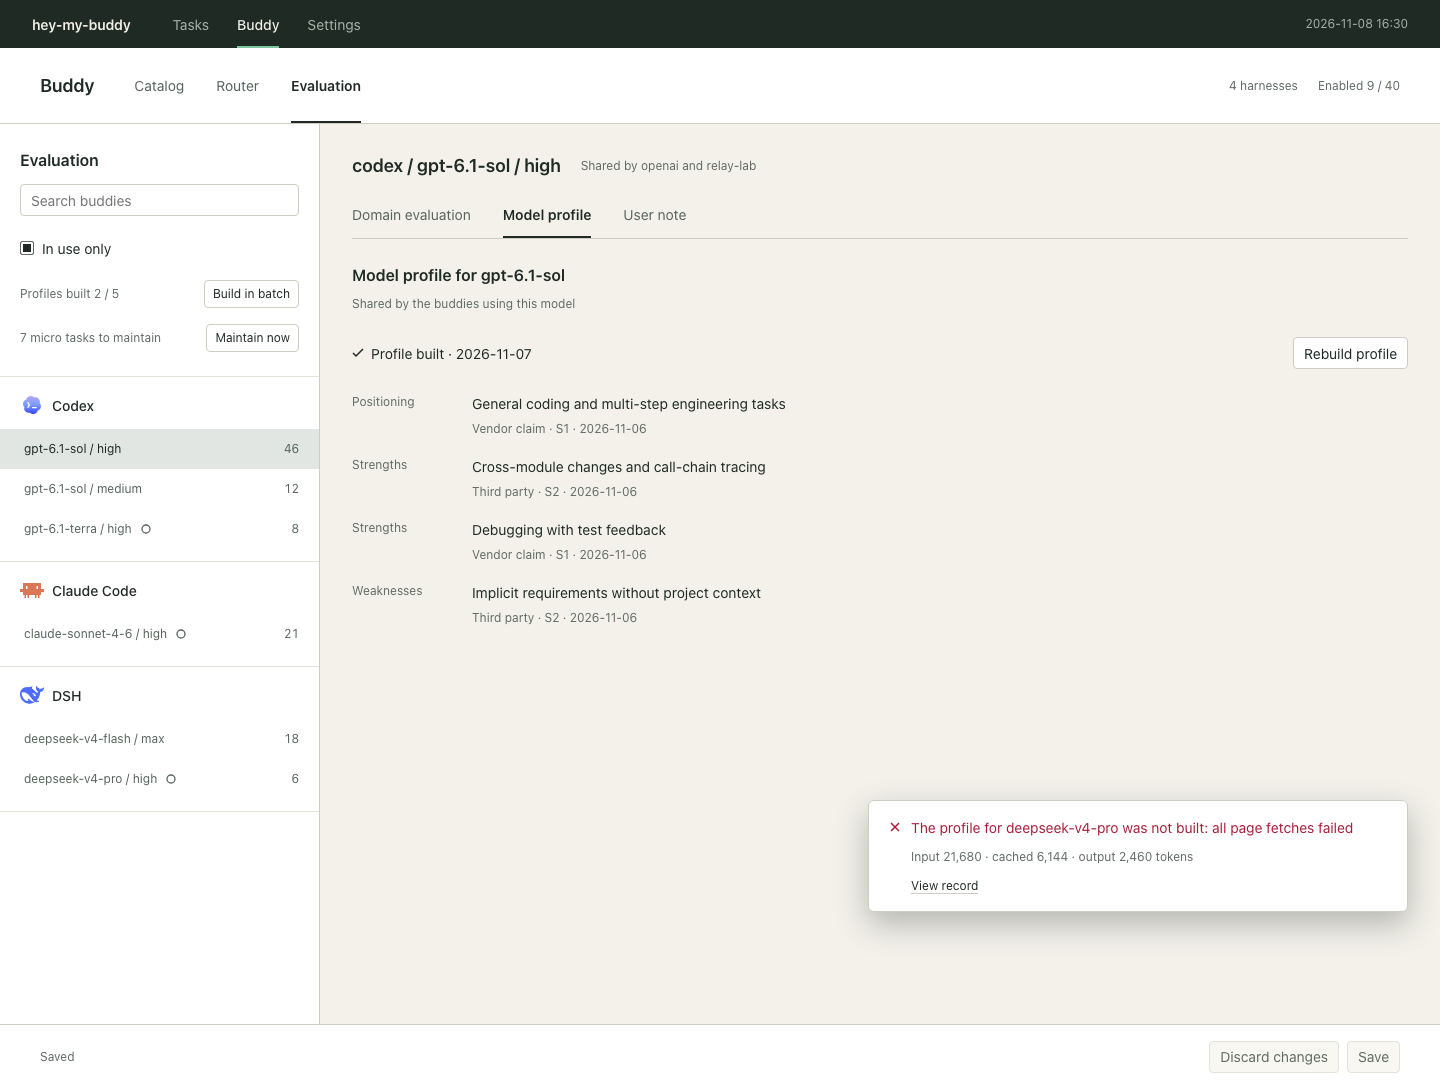 hey-my-buddy Tasks Buddy Settings 2026-11-08 16:30
Buddy Catalog Router Evaluation 4 harnesses Enabled 9 / 40
Evaluation
Search buddies
In use only
Profiles built 2 / 5 Build in batch
7 micro tasks to maintain Maintain now
Codex
gpt-6.1-sol / high 46
gpt-6.1-sol / medium 12
gpt-6.1-terra / high 8
Claude Code
claude-sonnet-4-6 / high 21
DSH
deepseek-v4-flash / max 18
deepseek-v4-pro / high 6
codex / gpt-6.1-sol / high Shared by openai and relay-lab
Domain evaluation Model profile User note
Model profile for gpt-6.1-sol
Shared by the buddies using this model
Profile built · 2026-11-07 Rebuild profile
Positioning General coding and multi-step engineering tasks
Vendor claim · S1 · 2026-11-06
Strengths Cross-module changes and call-chain tracing
Third party · S2 · 2026-11-06
Strengths Debugging with test feedback
Vendor claim · S1 · 2026-11-06
Weaknesses Implicit requirements without project context
Third party · S2 · 2026-11-06
The profile for deepseek-v4-pro was not built: all page fetches failed
Input 21,680 · cached 6,144 · output 2,460 tokens
View record
Saved Discard changes Save